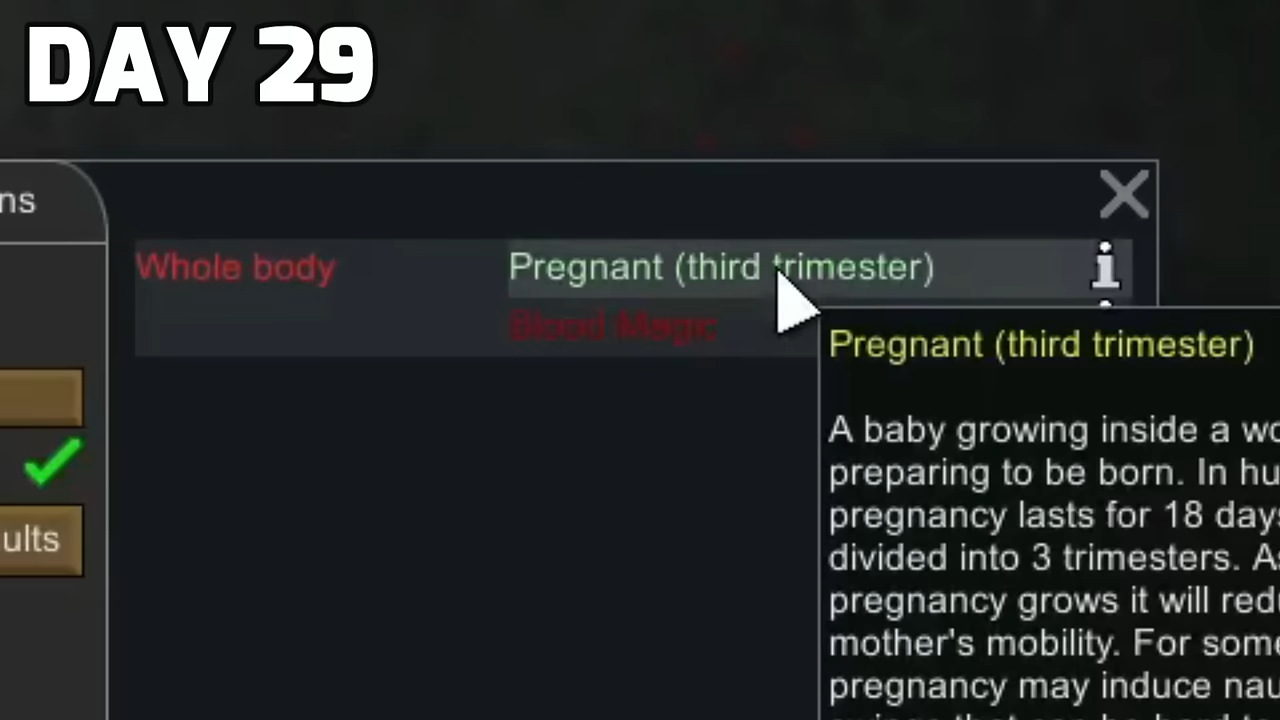 DAY 29
ns
Whole body
Pregnant (third trimester)
Blood Magic
Pregnant (third trimester)
A baby growing inside a wo
preparing to be born. In hu
pregnancy lasts for 18 days
divided into 3 trimesters. As
pregnancy grows it will redu
mother's mobility. For some
pregnancy may induce nau
ults